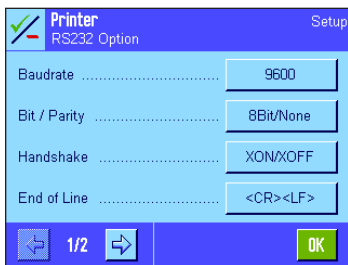 Printer Setup
RS232 Option
Baudrate .............................. 9600
Bit / Parity ........................... 8Bit/None
Handshake ........................... XON/XOFF
End of Line ........................... <CR><LF>
1/2 OK